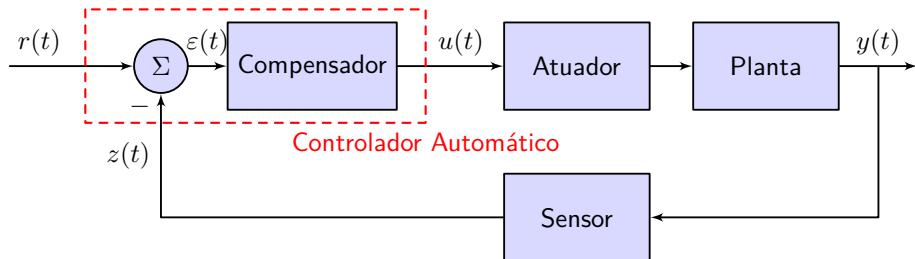 r(t)
Σ
ε(t)
Compensador
u(t)
Atuador
Planta
y(t)
−
z(t)
Controlador Automático
Sensor